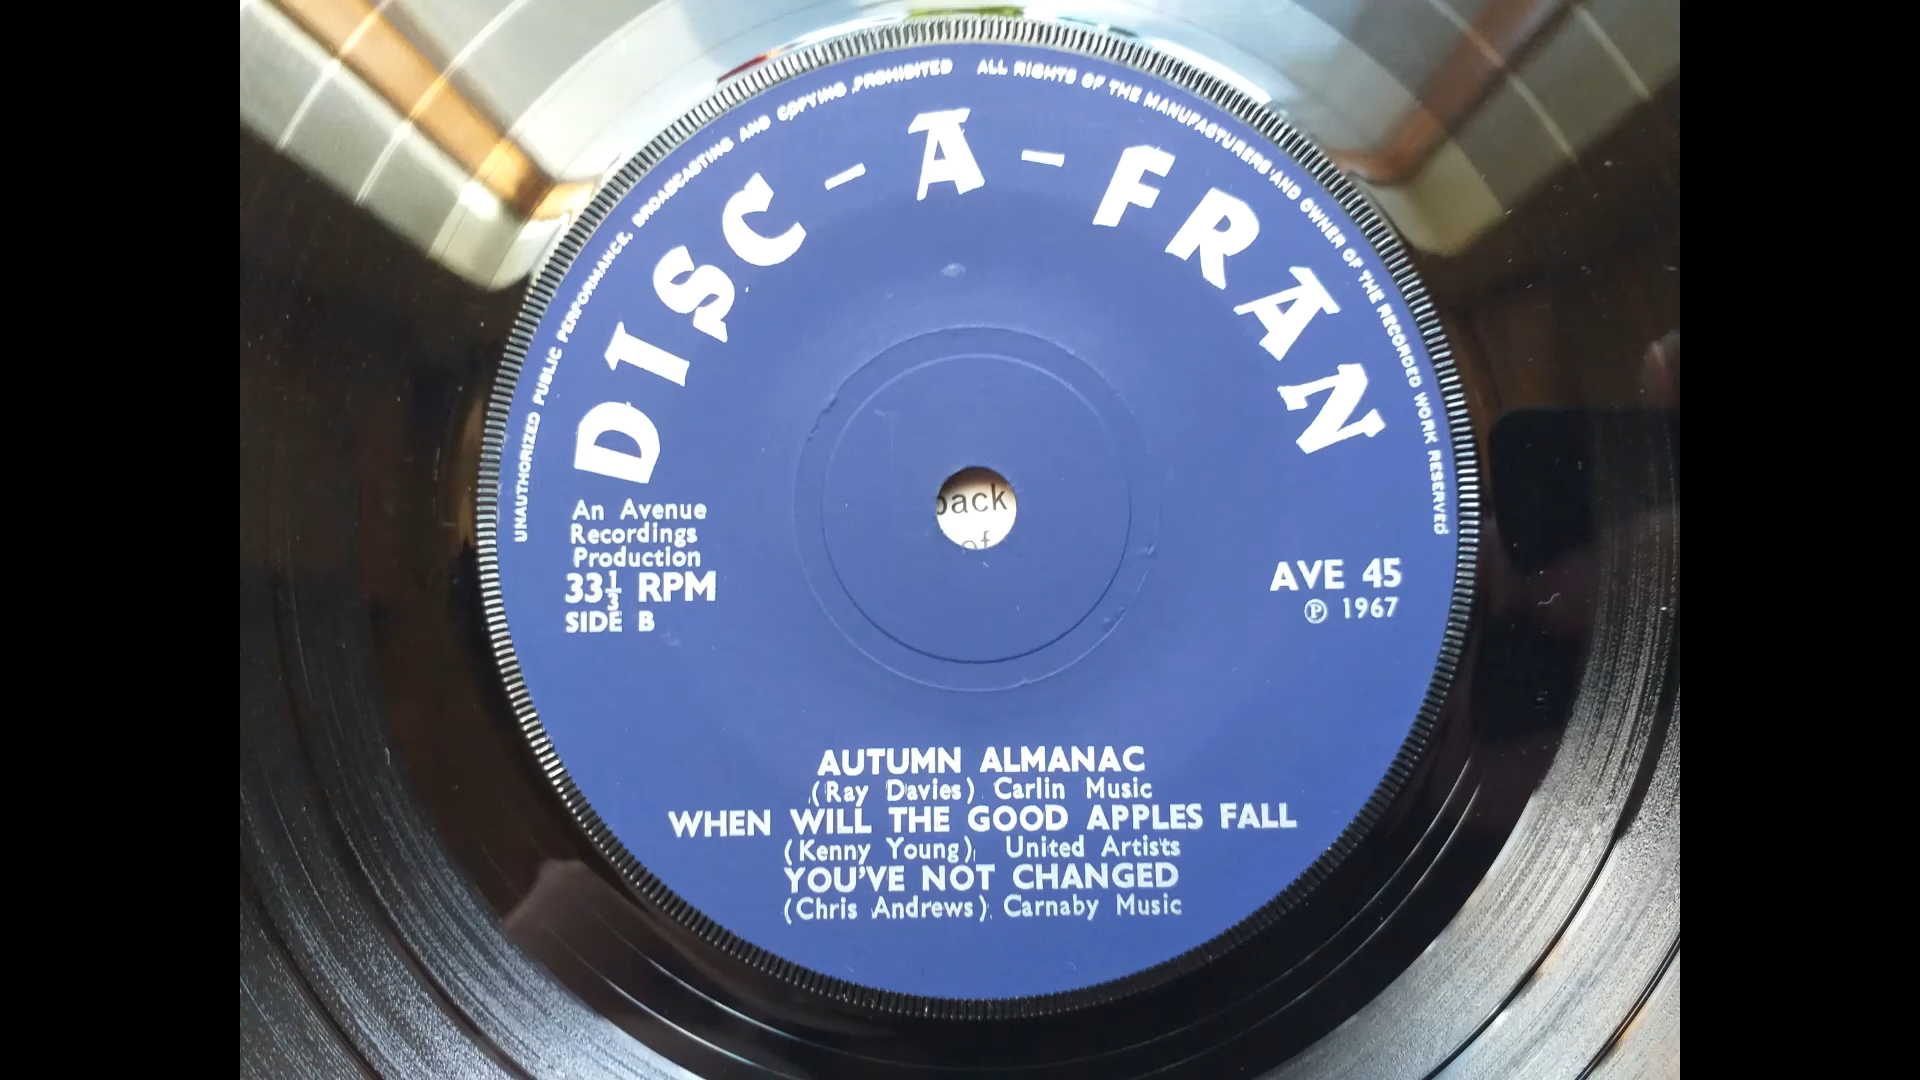 UNAUTHORIZED PUBLIC PERFORMANCE, BROADCASTING AND COPYING PROHIBITED ALL RIGHTS OF THE MANUFACTURERS AND OWNER OF THE RECORDED WORK RESERVED
DISC-A-FRAN
An Avenue
Recordings
Production
33⅓ RPM
SIDE B
back
of
AVE 45
℗ 1967
AUTUMN ALMANAC
(Ray Davies) Carlin Music
WHEN WILL THE GOOD APPLES FALL
(Kenny Young) United Artists
YOU'VE NOT CHANGED
(Chris Andrews) Carnaby Music